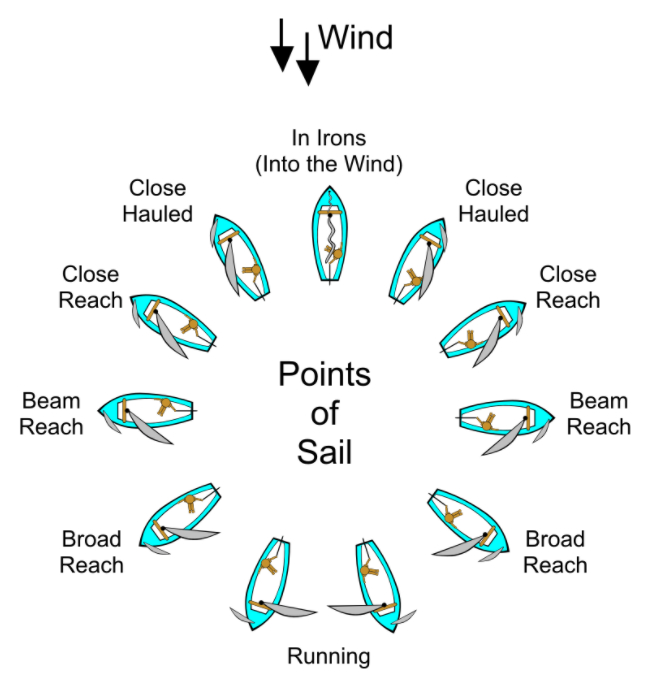 Wind
In Irons
(Into the Wind)
Close
Hauled
Close
Hauled
Close
Reach
Close
Reach
Points
of
Sail
Beam
Reach
Beam
Reach
Broad
Reach
Broad
Reach
Running